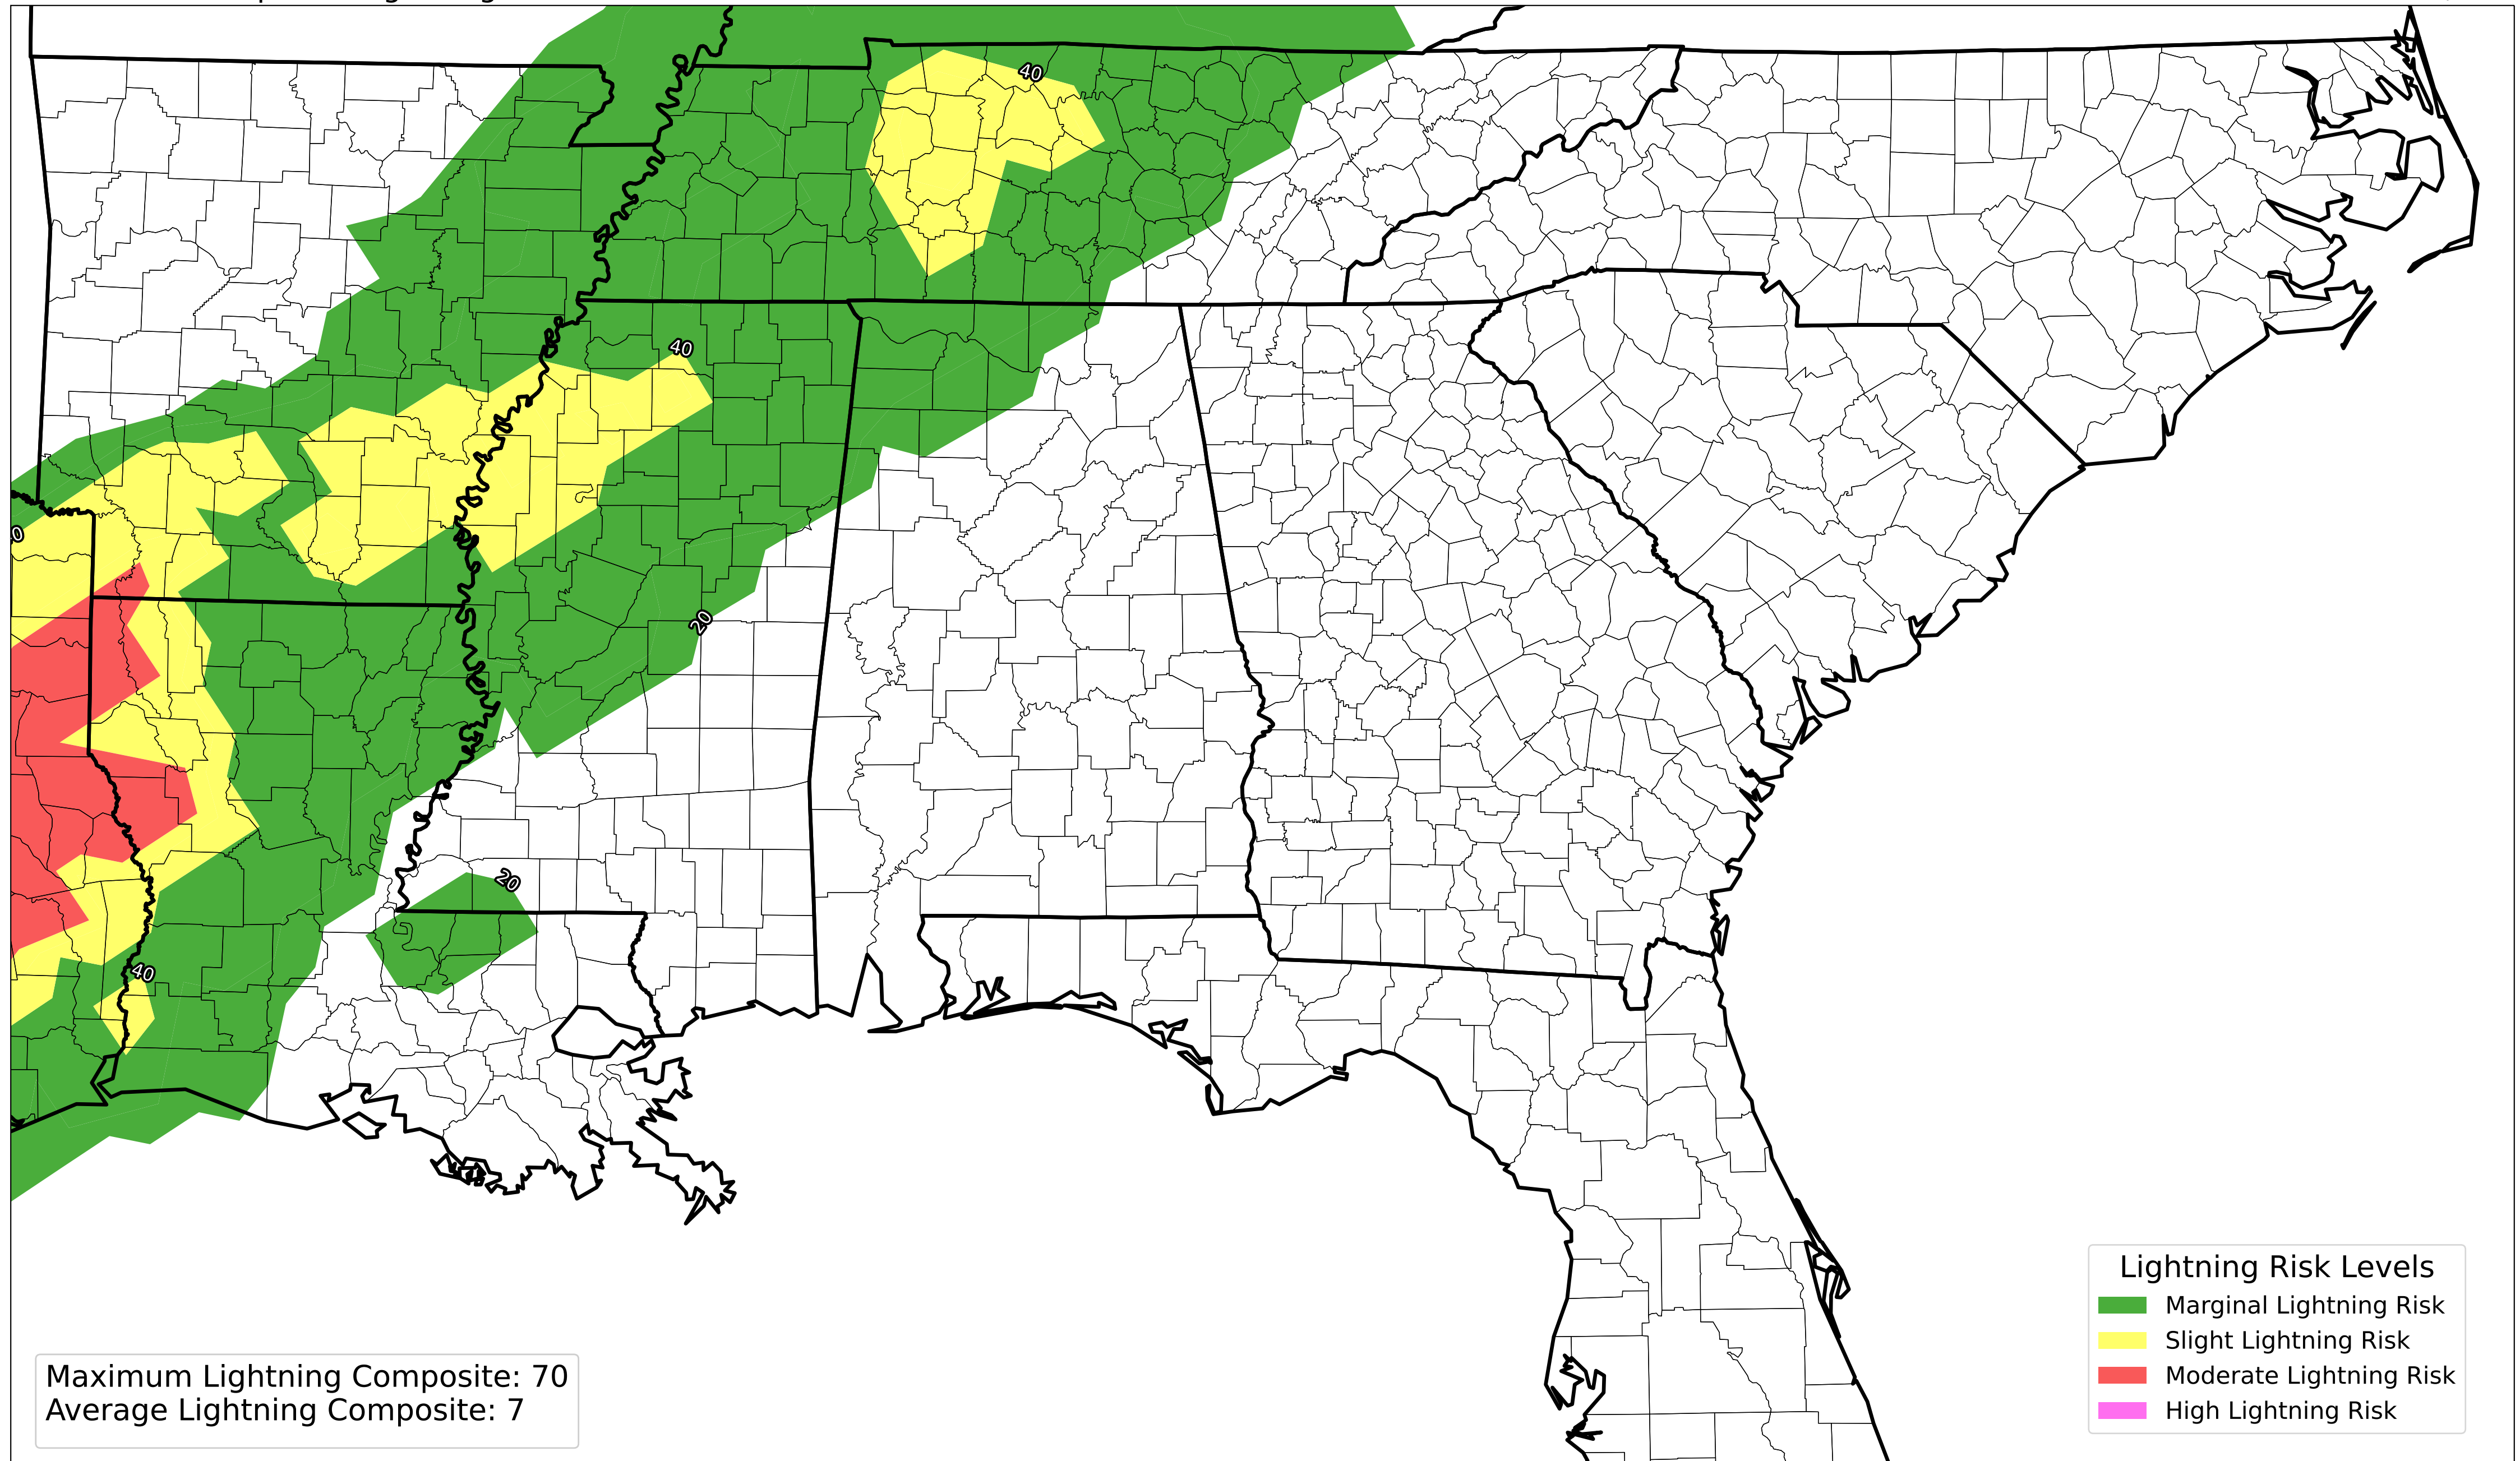 40
40
0
20
20
40
Lightning Risk Levels
Marginal Lightning Risk
Slight Lightning Risk
Moderate Lightning Risk
High Lightning Risk
Maximum Lightning Composite: 70
Average Lightning Composite: 7